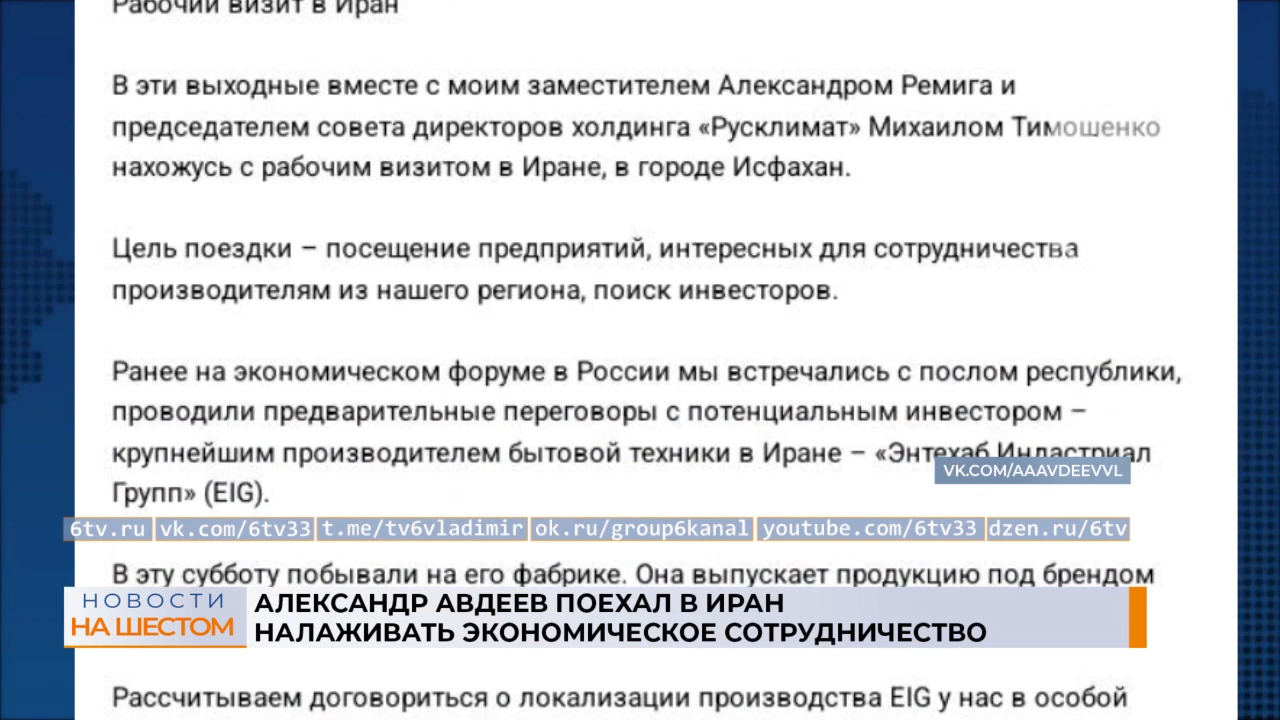 Рабочий визит в Иран
В эти выходные вместе с моим заместителем Александром Ремига и
председателем совета директоров холдинга «Русклимат» Михаилом Тимошенко
нахожусь с рабочим визитом в Иране, в городе Исфахан.
Цель поездки – посещение предприятий, интересных для сотрудничества
производителям из нашего региона, поиск инвесторов.
Ранее на экономическом форуме в России мы встречались с послом республики,
проводили предварительные переговоры с потенциальным инвестором –
крупнейшим производителем бытовой техники в Иране – «Энтехаб Индастриал
VK.COM/AAAVDEEVVL
Групп» (EIG).
6tv.ru vk.com/6tv33 t.me/tv6vladimir ok.ru/group6kanal youtube.com/6tv33 dzen.ru/6tv
В эту субботу побывали на его фабрике. Она выпускает продукцию под брендом
НОВОСТИ
НА ШЕСТОМ
АЛЕКСАНДР АВДЕЕВ ПОЕХАЛ В ИРАН
НАЛАЖИВАТЬ ЭКОНОМИЧЕСКОЕ СОТРУДНИЧЕСТВО
Рассчитываем договориться о локализации производства EIG у нас в особой